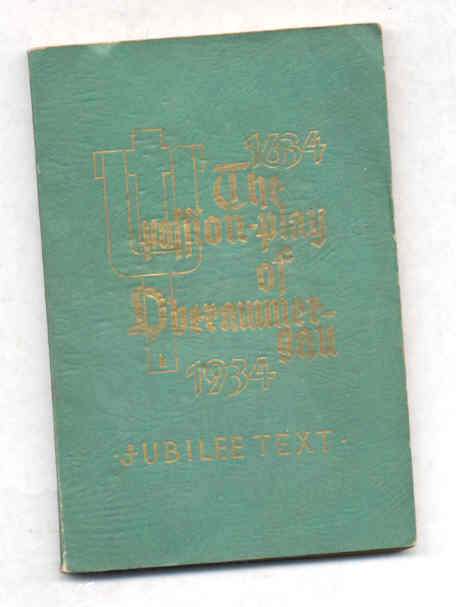 1634
The
Passion-play
of
Oberammer-
gau
1934
·JUBILEE TEXT·